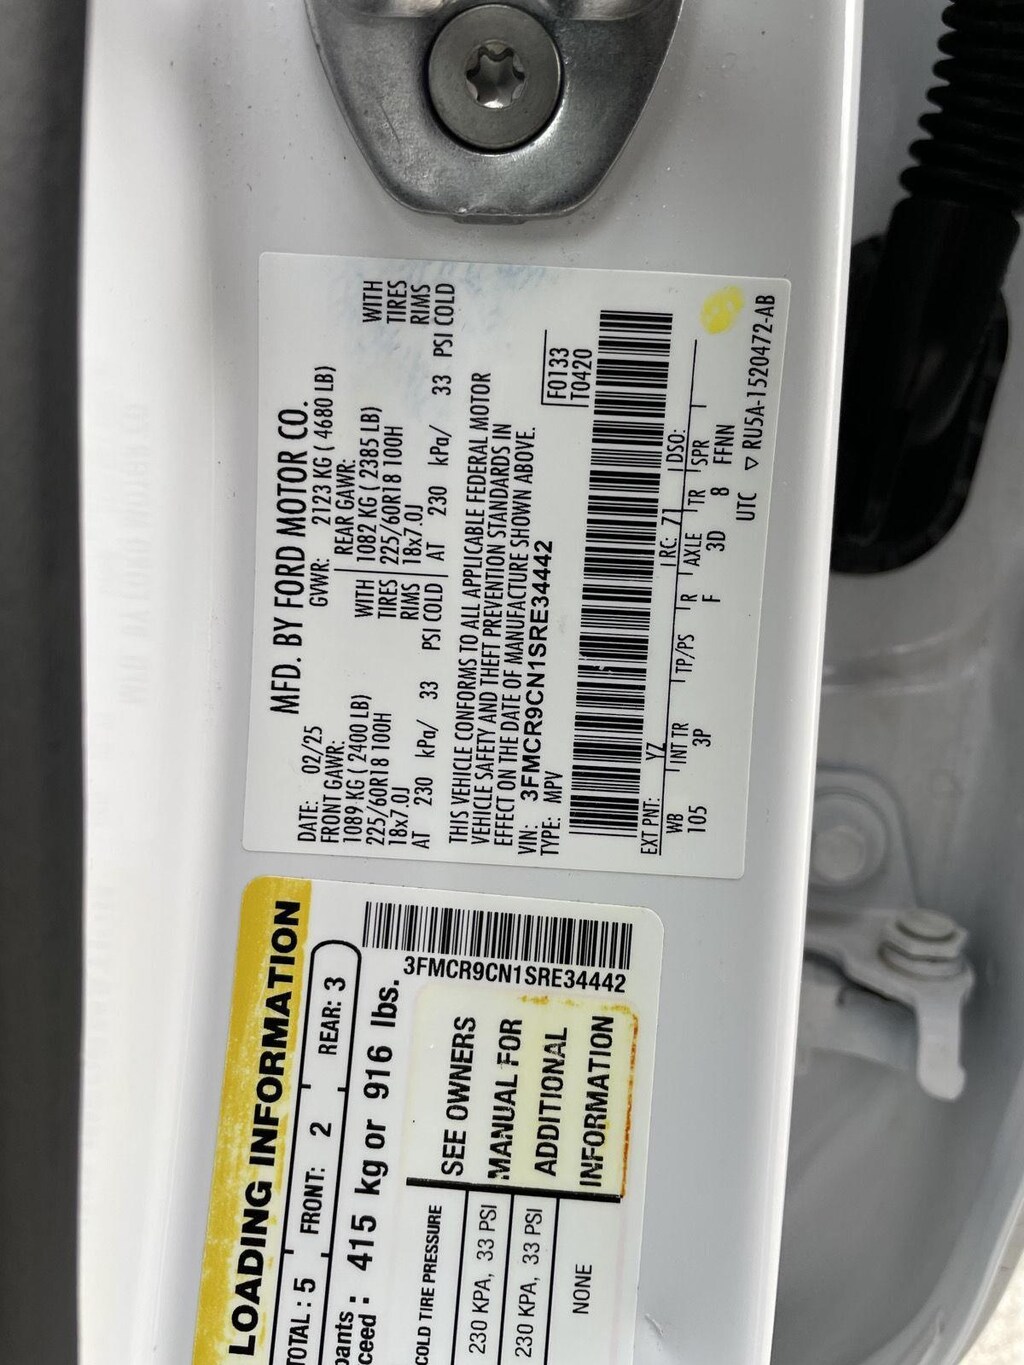 MFD. BY FORD MOTOR CO.
DATE: 02/25 GVWR: 2123 KG ( 4680 LB)
FRONT GAWR: REAR GAWR:
1089 KG ( 2400 LB) WITH 1082 KG ( 2385 LB) WITH
225/60R18 100H TIRES 225/60R18 100H TIRES
18x7.0J RIMS 18x7.0J RIMS
AT 230 kPa/ 33 PSI COLD AT 230 kPa/ 33 PSI COLD
THIS VEHICLE CONFORMS TO ALL APPLICABLE FEDERAL MOTOR
VEHICLE SAFETY AND THEFT PREVENTION STANDARDS IN
EFFECT ON THE DATE OF MANUFACTURE SHOWN ABOVE.
VIN: 3FMCR9CN1SRE34442
TYPE: MPV
F0133
T0420
EXT PNT: YZ RC: 71 DSO:
WB INT TR TP/PS R AXLE TR SPR
105 3P F 3D 8 FFNN
UTC ▽ RU5A-1520472-AB
LOADING INFORMATION
TOTAL: 5 FRONT: 2 REAR: 3
pants
ceed : 415 kg or 916 lbs.
3FMCR9CN1SRE34442
COLD TIRE PRESSURE
230 KPA, 33 PSI
230 KPA, 33 PSI
NONE
SEE OWNERS
MANUAL FOR
ADDITIONAL
INFORMATION